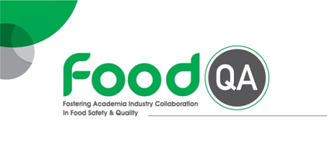 Food QA
Fostering Academia Industry Collaboration
In Food Safety & Quality